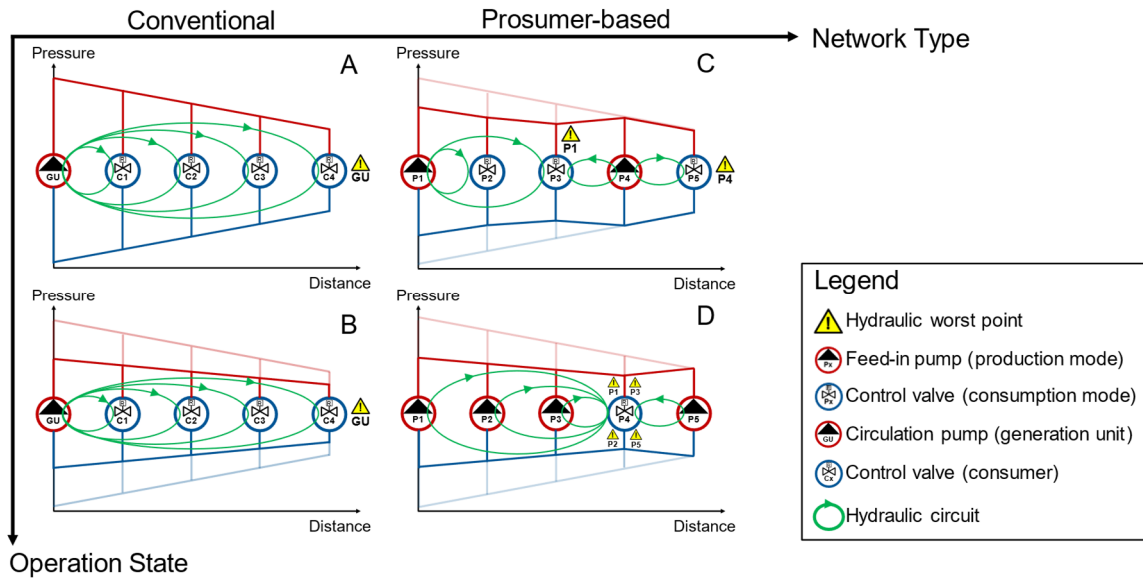 Conventional
Prosumer-based
Network Type
Pressure
A
GU
R
C1
R
C2
R
C3
R
C4
GU
Distance
Pressure
C
P1
R
P2
P1
R
P3
P4
R
P5
P4
Distance
Pressure
B
GU
R
C1
R
C2
R
C3
R
C4
GU
Distance
Pressure
D
P1
P2
P3
P1
P3
R
P4
P2
P5
P5
Distance
Operation State
Legend
Hydraulic worst point
Px
Feed-in pump (production mode)
R
Px
Control valve (consumption mode)
GU
Circulation pump (generation unit)
R
Cx
Control valve (consumer)
Hydraulic circuit